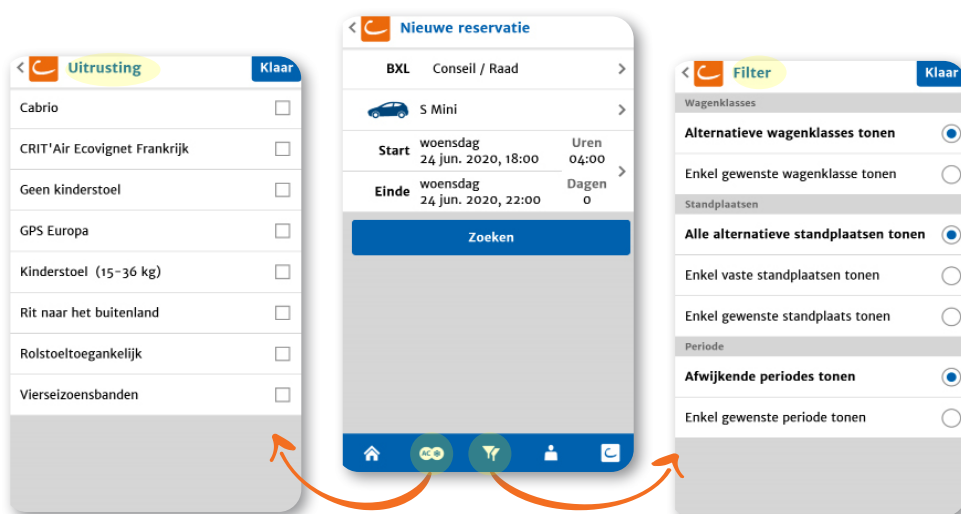 Uitrusting
Klaar
Cabrio
CRIT'Air Ecovignet Frankrijk
Geen kinderstoel
GPS Europa
Kinderstoel (15-36 kg)
Rit naar het buitenland
Rolstoeltoegankelijk
Vierseizoensbanden
Nieuwe reservatie
BXL Conseil / Raad
S Mini
Start woensdag Uren
24 jun. 2020, 18:00 04:00
Einde woensdag Dagen
24 jun. 2020, 22:00 0
Zoeken
AC
Filter
Klaar
Wagenklasses
Alternatieve wagenklasses tonen
Enkel gewenste wagenklasse tonen
Standplaatsen
Alle alternatieve standplaatsen tonen
Enkel vaste standplaatsen tonen
Enkel gewenste standplaats tonen
Periode
Afwijkende periodes tonen
Enkel gewenste periode tonen